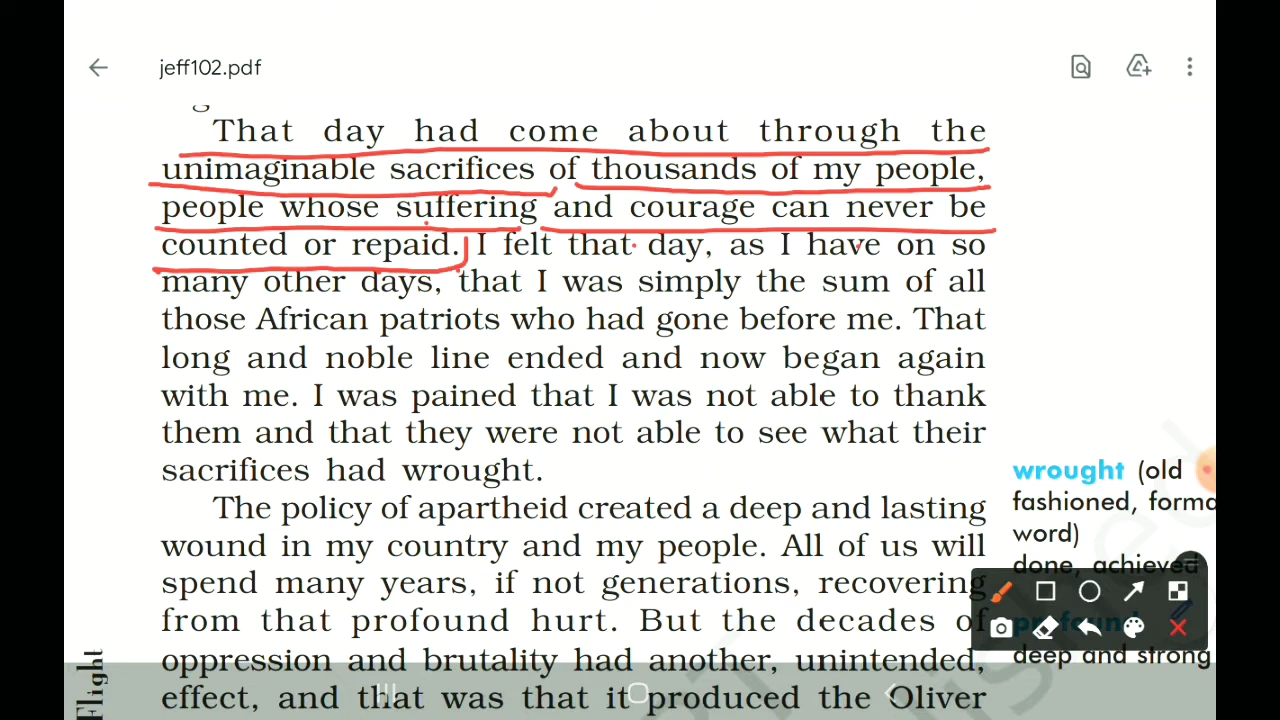 jeff102.pdf
That day had come about through the
unimaginable sacrifices of thousands of my people,
people whose suffering and courage can never be
counted or repaid. I felt that day, as I have on so
many other days, that I was simply the sum of all
those African patriots who had gone before me. That
long and noble line ended and now began again
with me. I was pained that I was not able to thank
them and that they were not able to see what their
sacrifices had wrought.
The policy of apartheid created a deep and lasting
wound in my country and my people. All of us will
spend many years, if not generations, recovering
from that profound hurt. But the decades of
oppression and brutality had another, unintended,
effect, and that was that it produced the Oliver
wrought (old
fashioned, forma
word)
done, achieved
profound
deep and strong
Flight